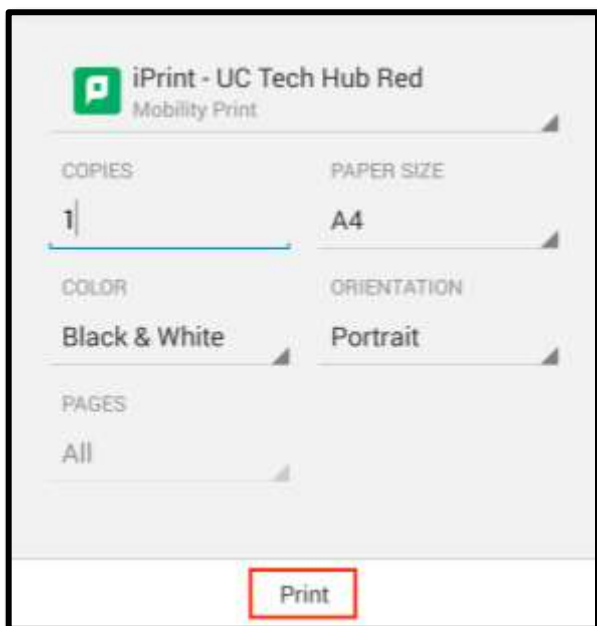 iPrint - UC Tech Hub Red
Mobility Print
COPIES PAPER SIZE
1 A4
COLOR ORIENTATION
Black & White Portrait
PAGES
All
Print